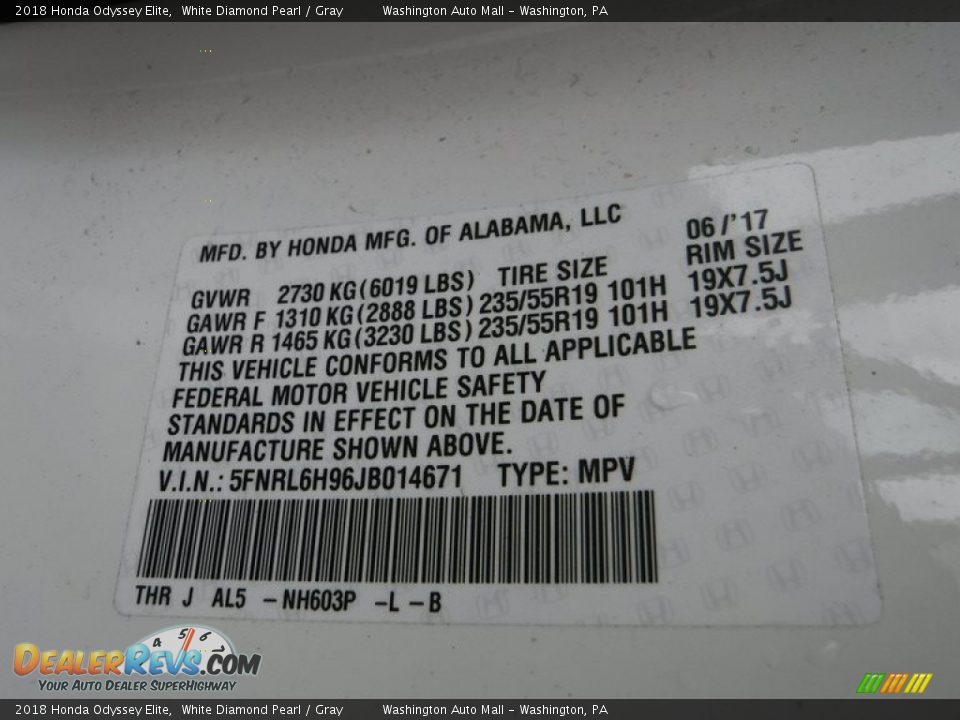 2018 Honda Odyssey Elite,  White Diamond Pearl / Gray  Washington Auto Mall - Washington, PA
MFD. BY HONDA MFG. OF ALABAMA, LLC 06/'17
GVWR 2730 KG(6019 LBS) TIRE SIZE RIM SIZE
GAWR F 1310 KG(2888 LBS) 235/55R19 101H 19X7.5J
GAWR R 1465 KG(3230 LBS) 235/55R19 101H 19X7.5J
THIS VEHICLE CONFORMS TO ALL APPLICABLE
FEDERAL MOTOR VEHICLE SAFETY
STANDARDS IN EFFECT ON THE DATE OF
MANUFACTURE SHOWN ABOVE.
V.I.N.: 5FNRL6H96JB014671 TYPE: MPV
THR J AL5 -NH603P -L -B
4 5 6
DEALERREVS.COM
YOUR AUTO DEALER SUPERHIGHWAY
2018 Honda Odyssey Elite,  White Diamond Pearl / Gray  Washington Auto Mall - Washington, PA